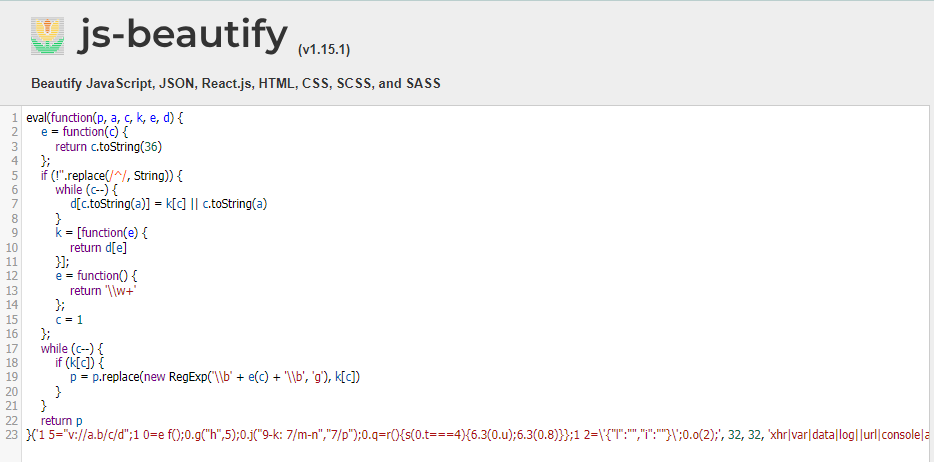 js-beautify (v1.15.1)
Beautify JavaScript, JSON, React.js, HTML, CSS, SCSS, and SASS
1 eval(function(p, a, c, k, e, d) {
2 e = function(c) {
3 return c.toString(36)
4 };
5 if (!''.replace(/^/, String)) {
6 while (c--) {
7 d[c.toString(a)] = k[c] || c.toString(a)
8 }
9 k = [function(e) {
10 return d[e]
11 }];
12 e = function() {
13 return '\\w+'
14 };
15 c = 1
16 };
17 while (c--) {
18 if (k[c]) {
19 p = p.replace(new RegExp('\\b' + e(c) + '\\b', 'g'), k[c])
20 }
21 }
22 return p
23 }('1 5="v://a.b/c/d";1 0=e f();0.g("h",5);0.j("9-k: 7/m-n","7/p");0.q=r(){s(0.t===4){6.3(0.u);6.3(0.8)}};1 2=\'{"l":"","i":""}\';0.o(2);', 32, 32, 'xhr|var|data|log||url|console|a